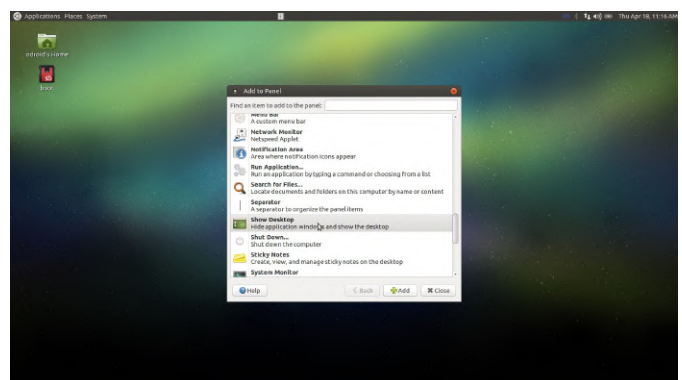 Applications Places System
Thu Apr 18, 11:16 AM
odroid's Home
boot
Add to Panel
Find an item to add to the panel:
Menu Bar
A custom menu bar
Network Monitor
Netspeed Applet
Notification Area
Area where notification icons appear
Run Application...
Run an application by typing a command or choosing from a list
Search for Files...
Locate documents and folders on this computer by name or content
Separator
A separator to organize the panel items
Show Desktop
Hide application windows and show the desktop
Shut Down...
Shut down the computer
Sticky Notes
Create, view, and manage sticky notes on the desktop
System Monitor
Help
Back
Add
Close